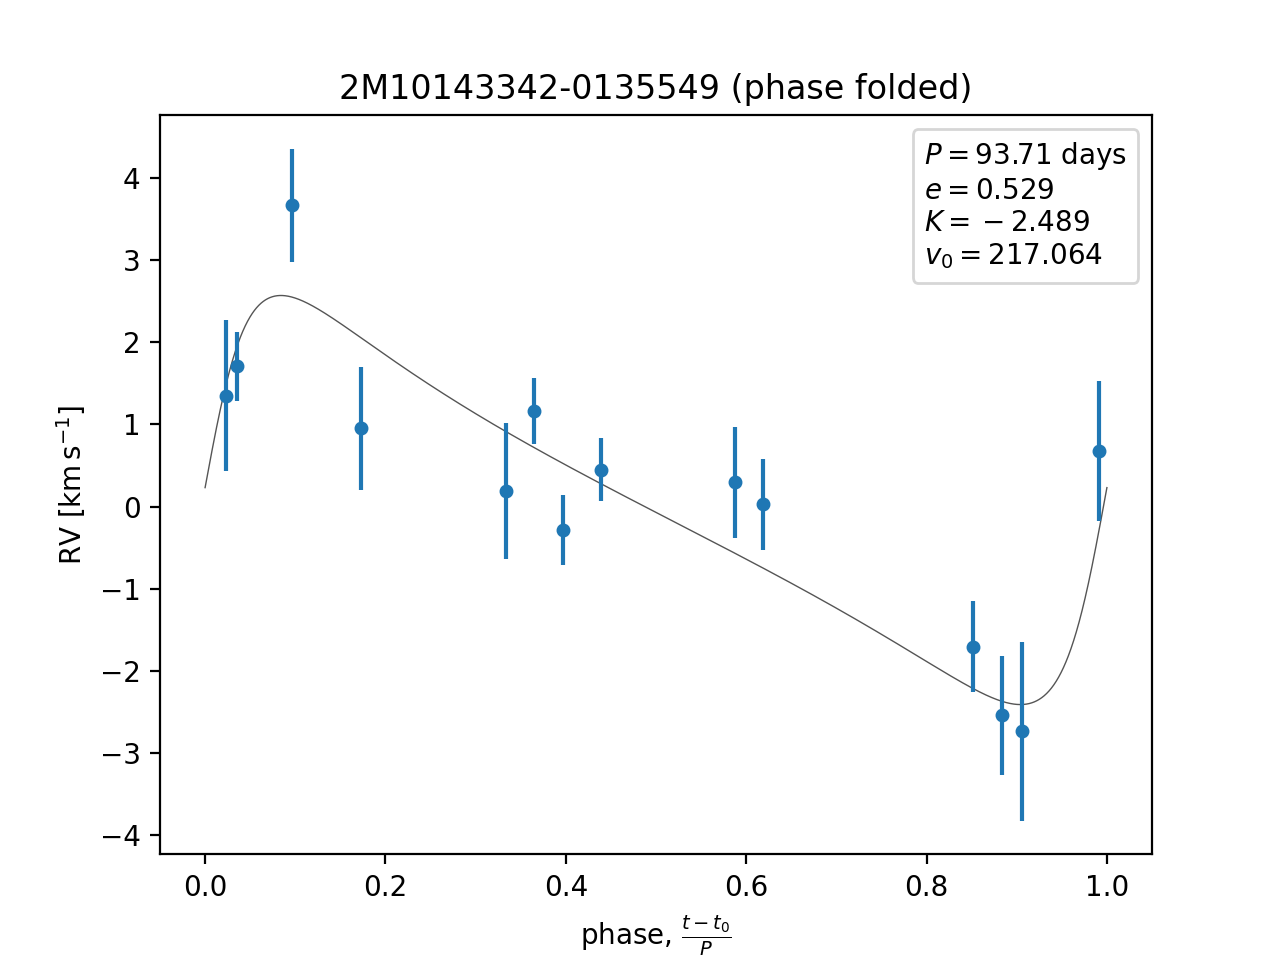 2M10143342-0135549 (phase folded)
P = 93.71 days
e = 0.529
K = −2.489
v₀ = 217.064
RV [km s⁻¹]
4
3
2
1
0
−1
−2
−3
−4
0.0 0.2 0.4 0.6 0.8 1.0
phase, (t − t₀)/P